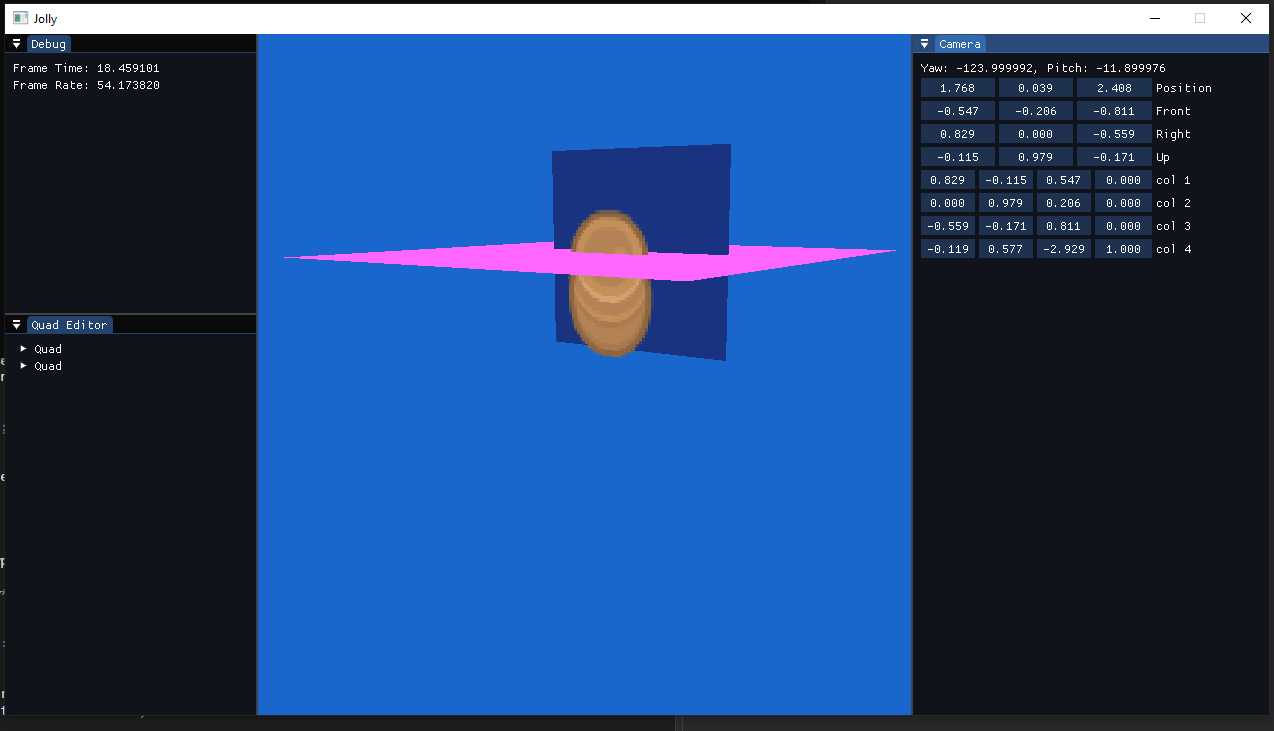 Jolly
Debug
Frame Time: 18.459101
Frame Rate: 54.173820
Quad Editor
Quad
Quad
Camera
Yaw: -123.999992, Pitch: -11.899976
1.768 0.039 2.408 Position
-0.547 -0.206 -0.811 Front
0.829 0.000 -0.559 Right
-0.115 0.979 -0.171 Up
0.829 -0.115 0.547 0.000 col 1
0.000 0.979 0.206 0.000 col 2
-0.559 -0.171 0.811 0.000 col 3
-0.119 0.577 -2.929 1.000 col 4